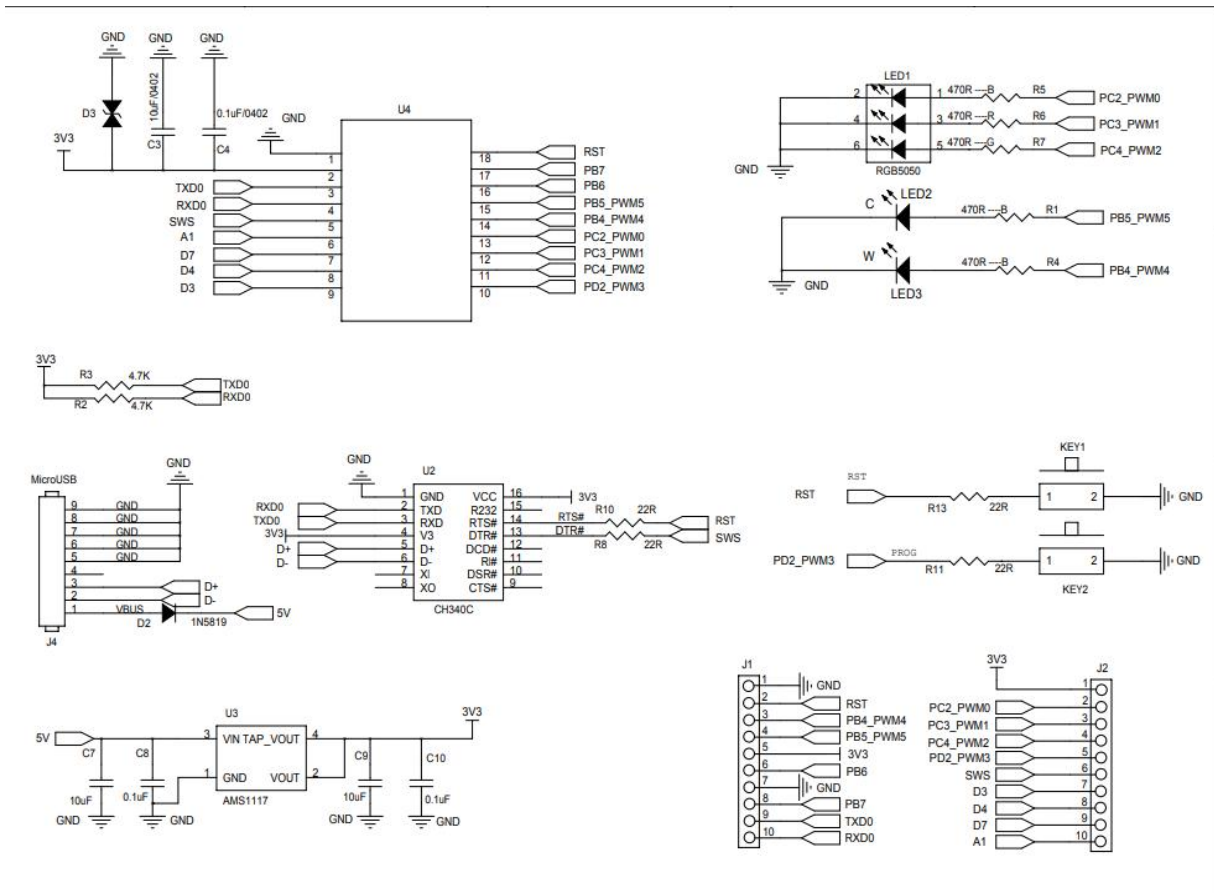 GND GND GND
D3
10uF/0402
C3
0.1uF/0402
C4
3V3
GND
U4
1
2
TXD0 3
RXD0 4
SWS 5
A1 6
D7 7
D4 8
D3 9
18 RST
17 PB7
16 PB6
15 PB5_PWM5
14 PB4_PWM4
13 PC2_PWM0
12 PC3_PWM1
11 PC4_PWM2
10 PD2_PWM3
LED1
2 1 470R ---B R5 PC2_PWM0
4 3 470R ---R R6 PC3_PWM1
6 5 470R ---G R7 PC4_PWM2
GND
RGB5050
C LED2 470R ---B R1 PB5_PWM5
W LED3 470R ---B R4 PB4_PWM4
GND
3V3
R3 4.7K TXD0
R2 4.7K RXD0
MicroUSB
GND
9 GND
8 GND
7 GND
6 GND
5 GND
4
3 D+
2 D-
1 VBUS D2 1N5819 5V
J4
GND
U2
1 GND VCC 16 3V3
RXD0 2 TXD R232 15
TXD0 3 RXD RTS# 14 RTS# R10 22R RST
3V3 4 V3 DTR# 13 DTR# R8 22R SWS
D+ 5 D+ DCD# 12
D- 6 D- RI# 11
7 XI DSR# 10
8 XO CTS# 9
CH340C
KEY1
RST RST R13 22R 1 2 GND
PD2_PWM3 PROG R11 22R 1 2 GND
KEY2
U3
5V C7 C8 3 VIN TAP_VOUT 4 3V3
1 GND VOUT 2 C9 C10
10uF 0.1uF AMS1117 10uF 0.1uF
GND GND GND GND
J1
1 GND
2 RST
3 PB4_PWM4
4 PB5_PWM5
5 3V3
6 PB6
7 GND
8 PB7
9 TXD0
10 RXD0
3V3 J2
1
PC2_PWM0 2
PC3_PWM1 3
PC4_PWM2 4
PD2_PWM3 5
SWS 6
D3 7
D4 8
D7 9
A1 10